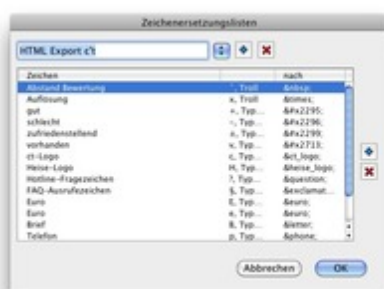 Zeichenersetzungslisten
HTML Export c't
Zeichen nach
Abstand Bewertung ", Troll &nbsp;
Auflösung x, Troll &times;
gut +, Typ... &#x2295;
schlecht -, Typ... &#x2296;
zufriedenstellend Typ... &#x2299;
vorhanden v, Typ... &#x2713;
ct-Logo c, Typ... &ct_logo;
Heise-Logo H, Typ... &heise_logo;
Hotline-Fragezeichen ?, Typ... &question;
FAQ-Ausrufezeichen §, Typ... &exclamat...
Euro E, Typ... &euro;
Euro Typ... &euro;
Brief B, Typ... &letter;
Telefon p, Typ... &phone;
Abbrechen OK